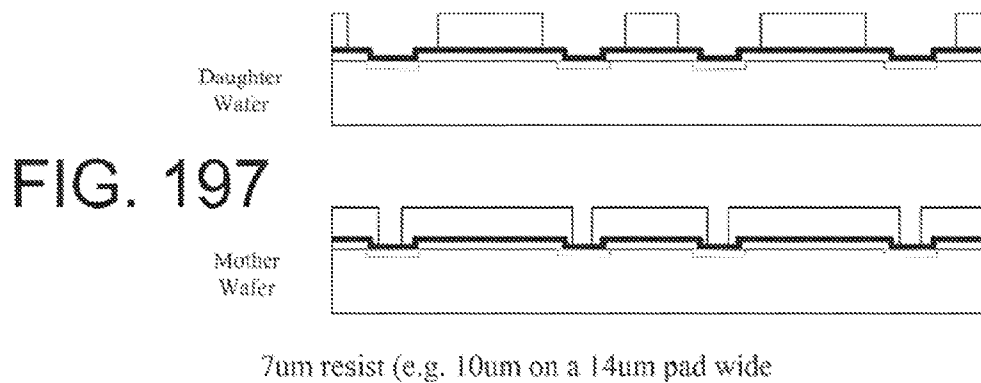 Daughter
Wafer
FIG. 197
Mother
Wafer
7um resist (e.g. 10um on a 14um pad wide